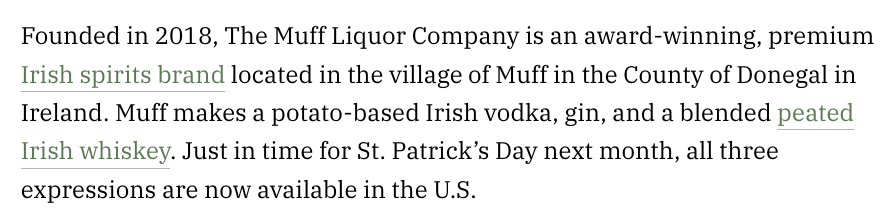 Founded in 2018, The Muff Liquor Company is an award-winning, premium
Irish spirits brand located in the village of Muff in the County of Donegal in
Ireland. Muff makes a potato-based Irish vodka, gin, and a blended peated
Irish whiskey. Just in time for St. Patrick’s Day next month, all three
expressions are now available in the U.S.